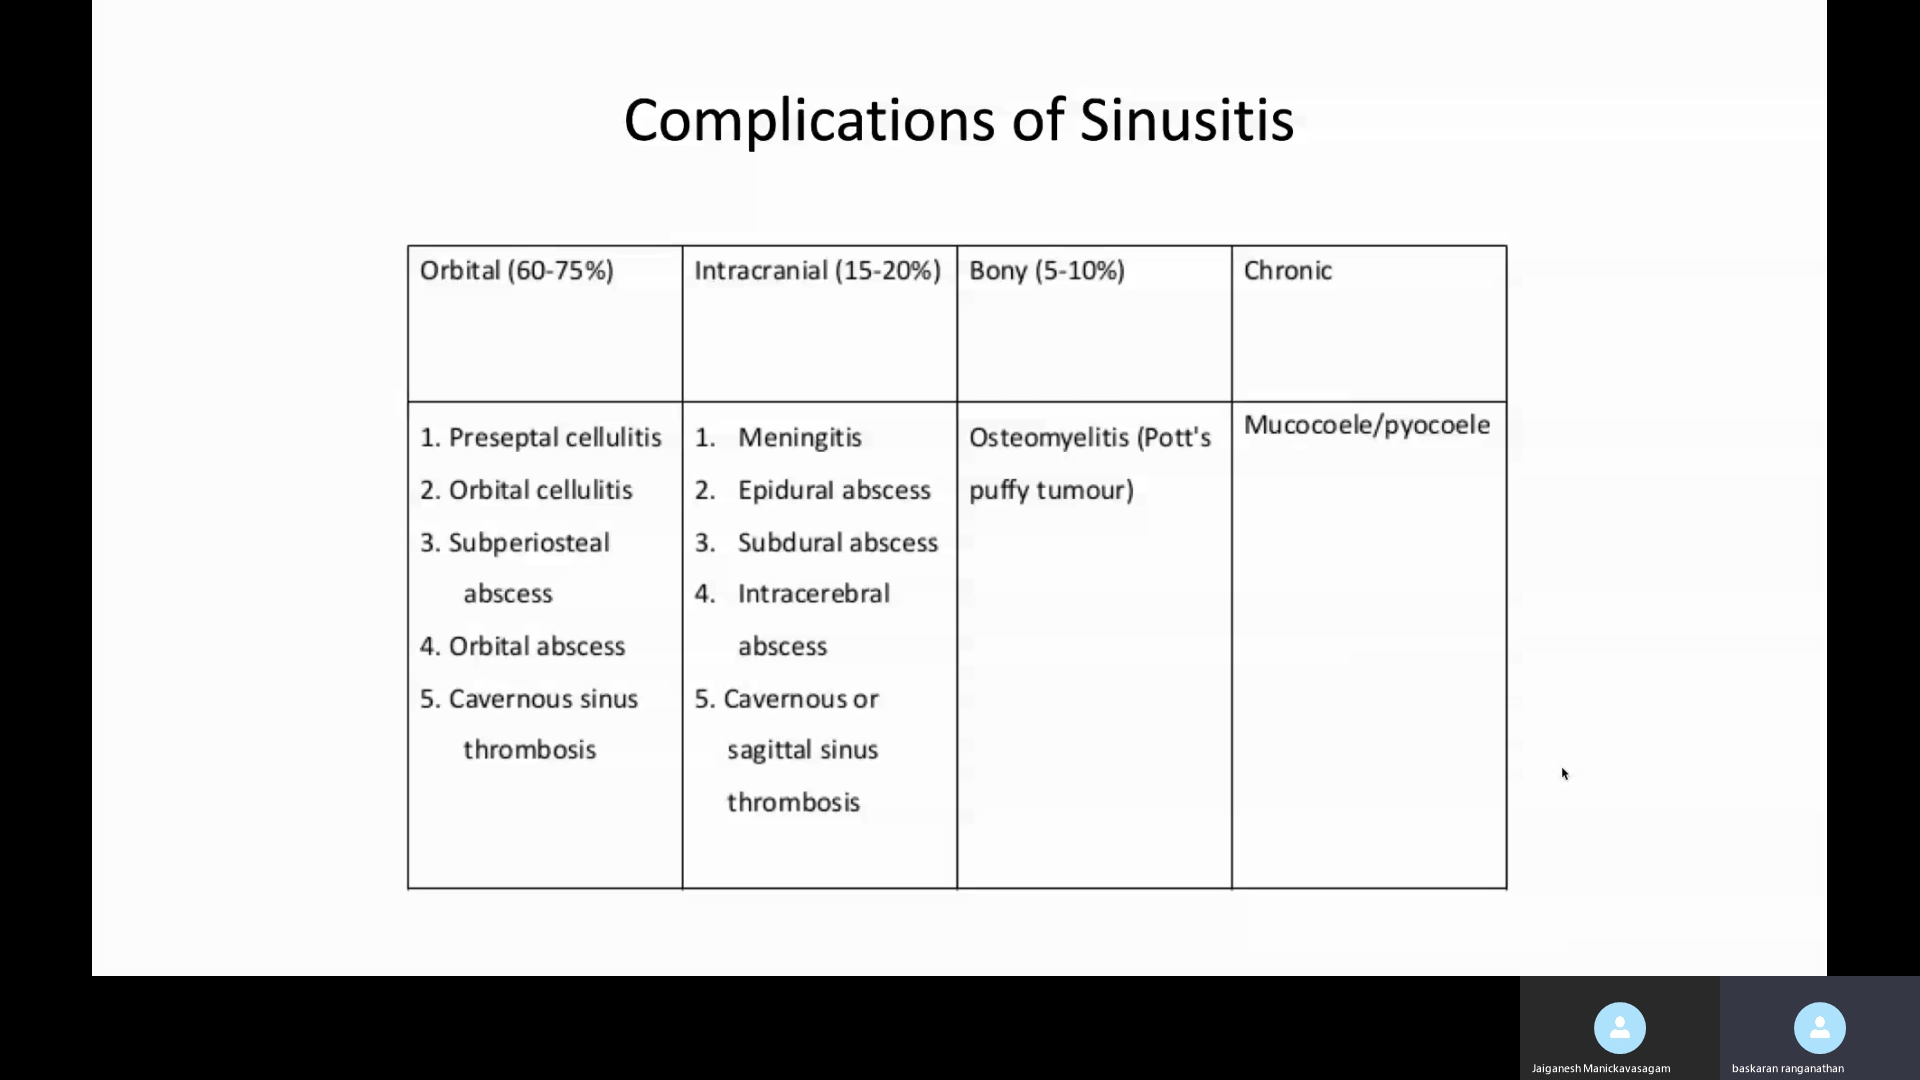 Complications of Sinusitis
Orbital (60-75%)
Intracranial (15-20%)
Bony (5-10%)
Chronic
1. Preseptal cellulitis
2. Orbital cellulitis
3. Subperiosteal
abscess
4. Orbital abscess
5. Cavernous sinus
thrombosis
1. Meningitis
2. Epidural abscess
3. Subdural abscess
4. Intracerebral
abscess
5. Cavernous or
sagittal sinus
thrombosis
Osteomyelitis (Pott's
puffy tumour)
Mucocoele/pyocoele
Jaiganesh Manickavasagam
baskaran ranganathan